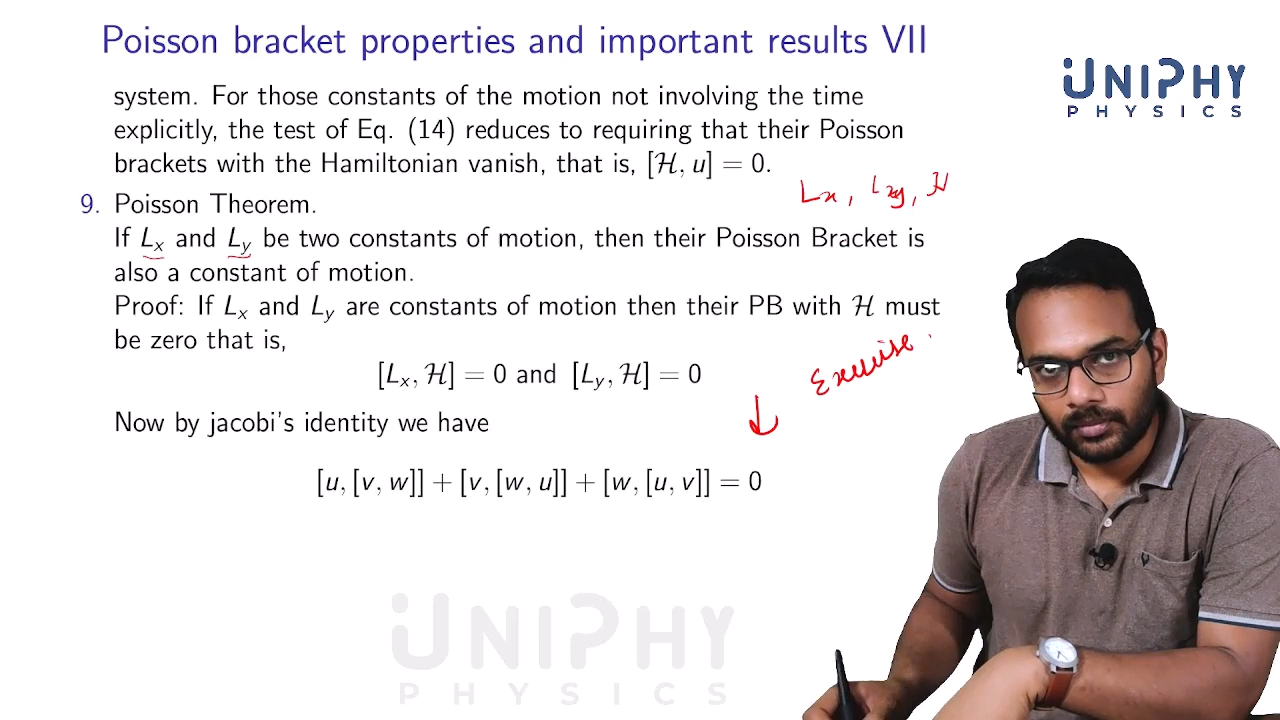 Poisson bracket properties and important results VII
UNIPHY
PHYSICS
system. For those constants of the motion not involving the time
explicitly, the test of Eq. (14) reduces to requiring that their Poisson
brackets with the Hamiltonian vanish, that is, [ℋ, u] = 0.
Lx, Lxy, H
9. Poisson Theorem.
If Lx and Ly be two constants of motion, then their Poisson Bracket is
also a constant of motion.
Proof: If Lx and Ly are constants of motion then their PB with ℋ must
be zero that is,
[Lx, ℋ] = 0 and [Ly, ℋ] = 0
Exercise.
Now by jacobi's identity we have
[u, [v, w]] + [v, [w, u]] + [w, [u, v]] = 0
UNIPHY
PHYSICS